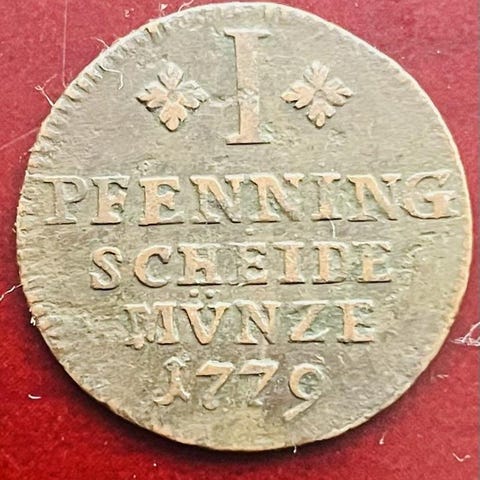 I
PFENNING
SCHEIDE
MÜNZE
1779